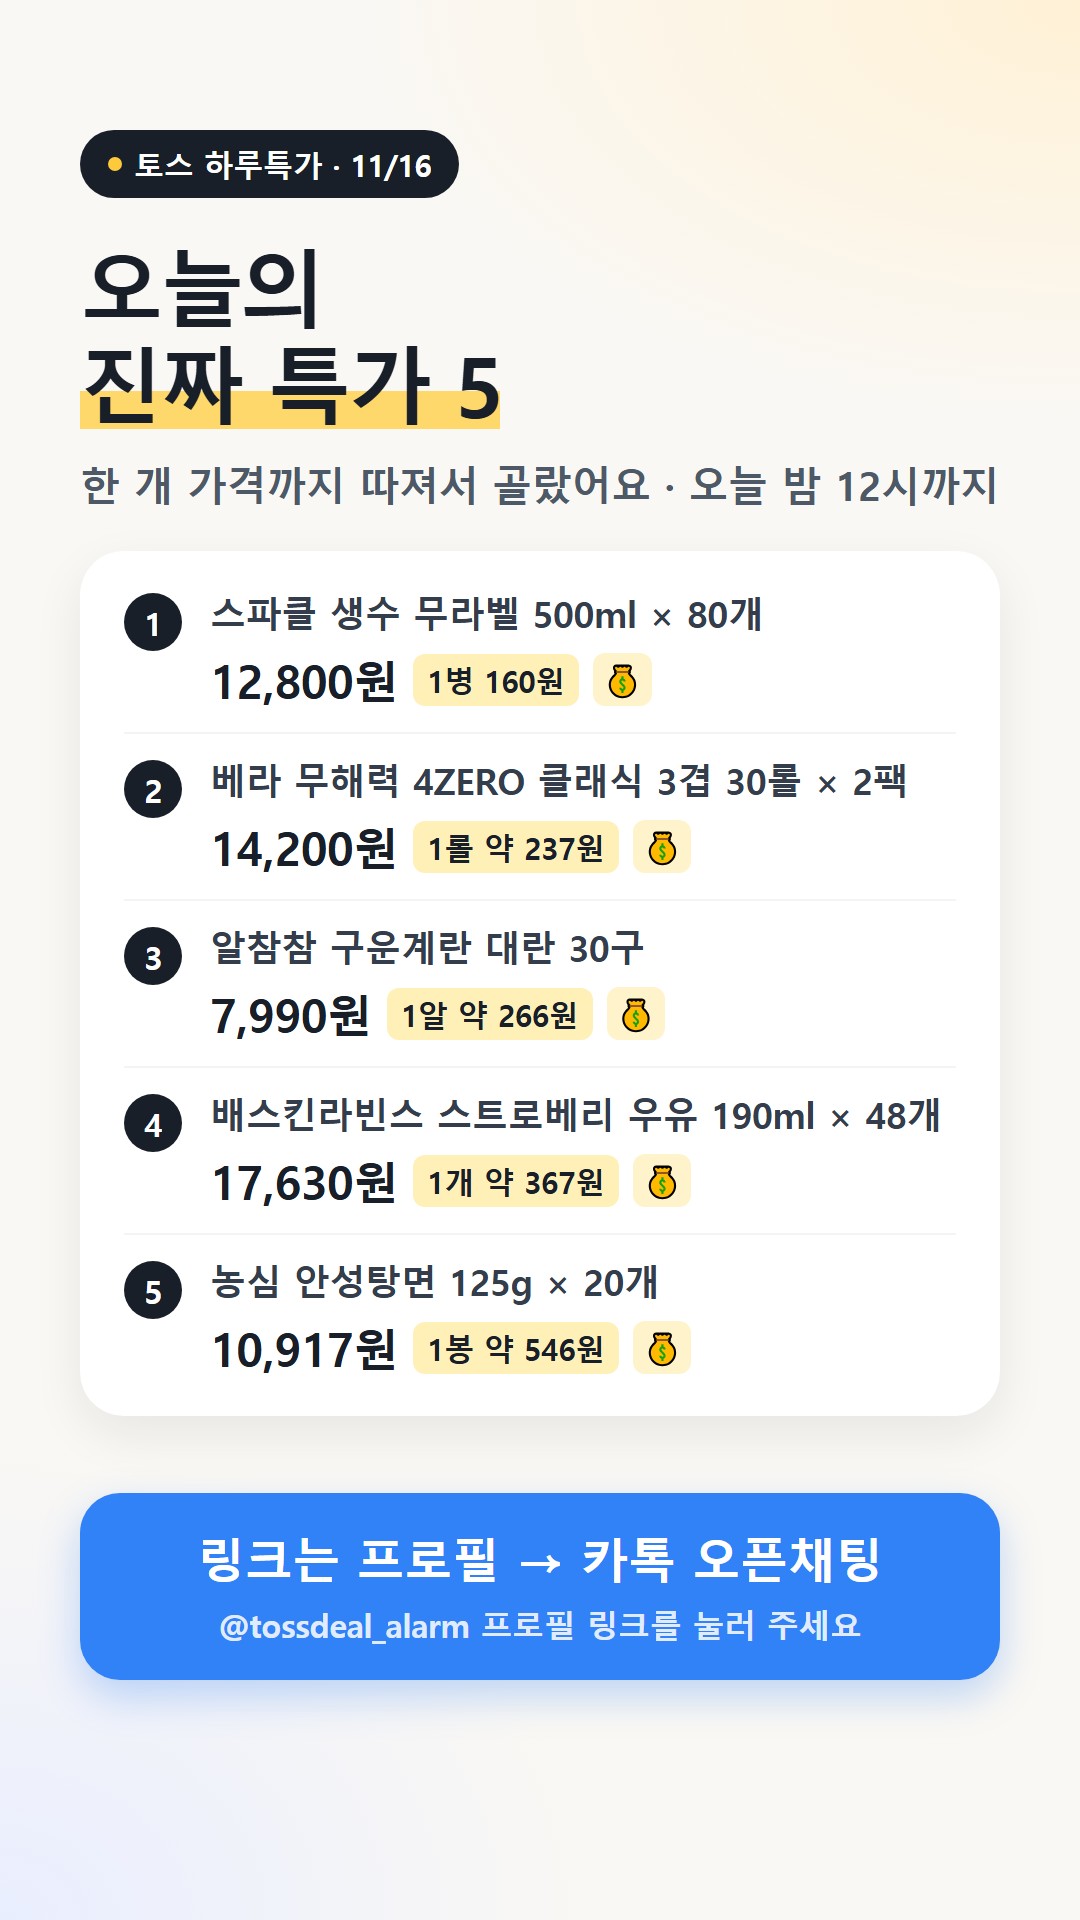 토스 하루특가 · 11/16
오늘의
진짜 특가 5
한 개 가격까지 따져서 골랐어요 · 오늘 밤 12시까지
1 스파클 생수 무라벨 500ml × 80개
12,800원 1병 160원
2 베라 무해력 4ZERO 클래식 3겹 30롤 × 2팩
14,200원 1롤 약 237원
3 알참참 구운계란 대란 30구
7,990원 1알 약 266원
4 배스킨라빈스 스트로베리 우유 190ml × 48개
17,630원 1개 약 367원
5 농심 안성탕면 125g × 20개
10,917원 1봉 약 546원
링크는 프로필 → 카톡 오픈채팅
@tossdeal_alarm 프로필 링크를 눌러 주세요